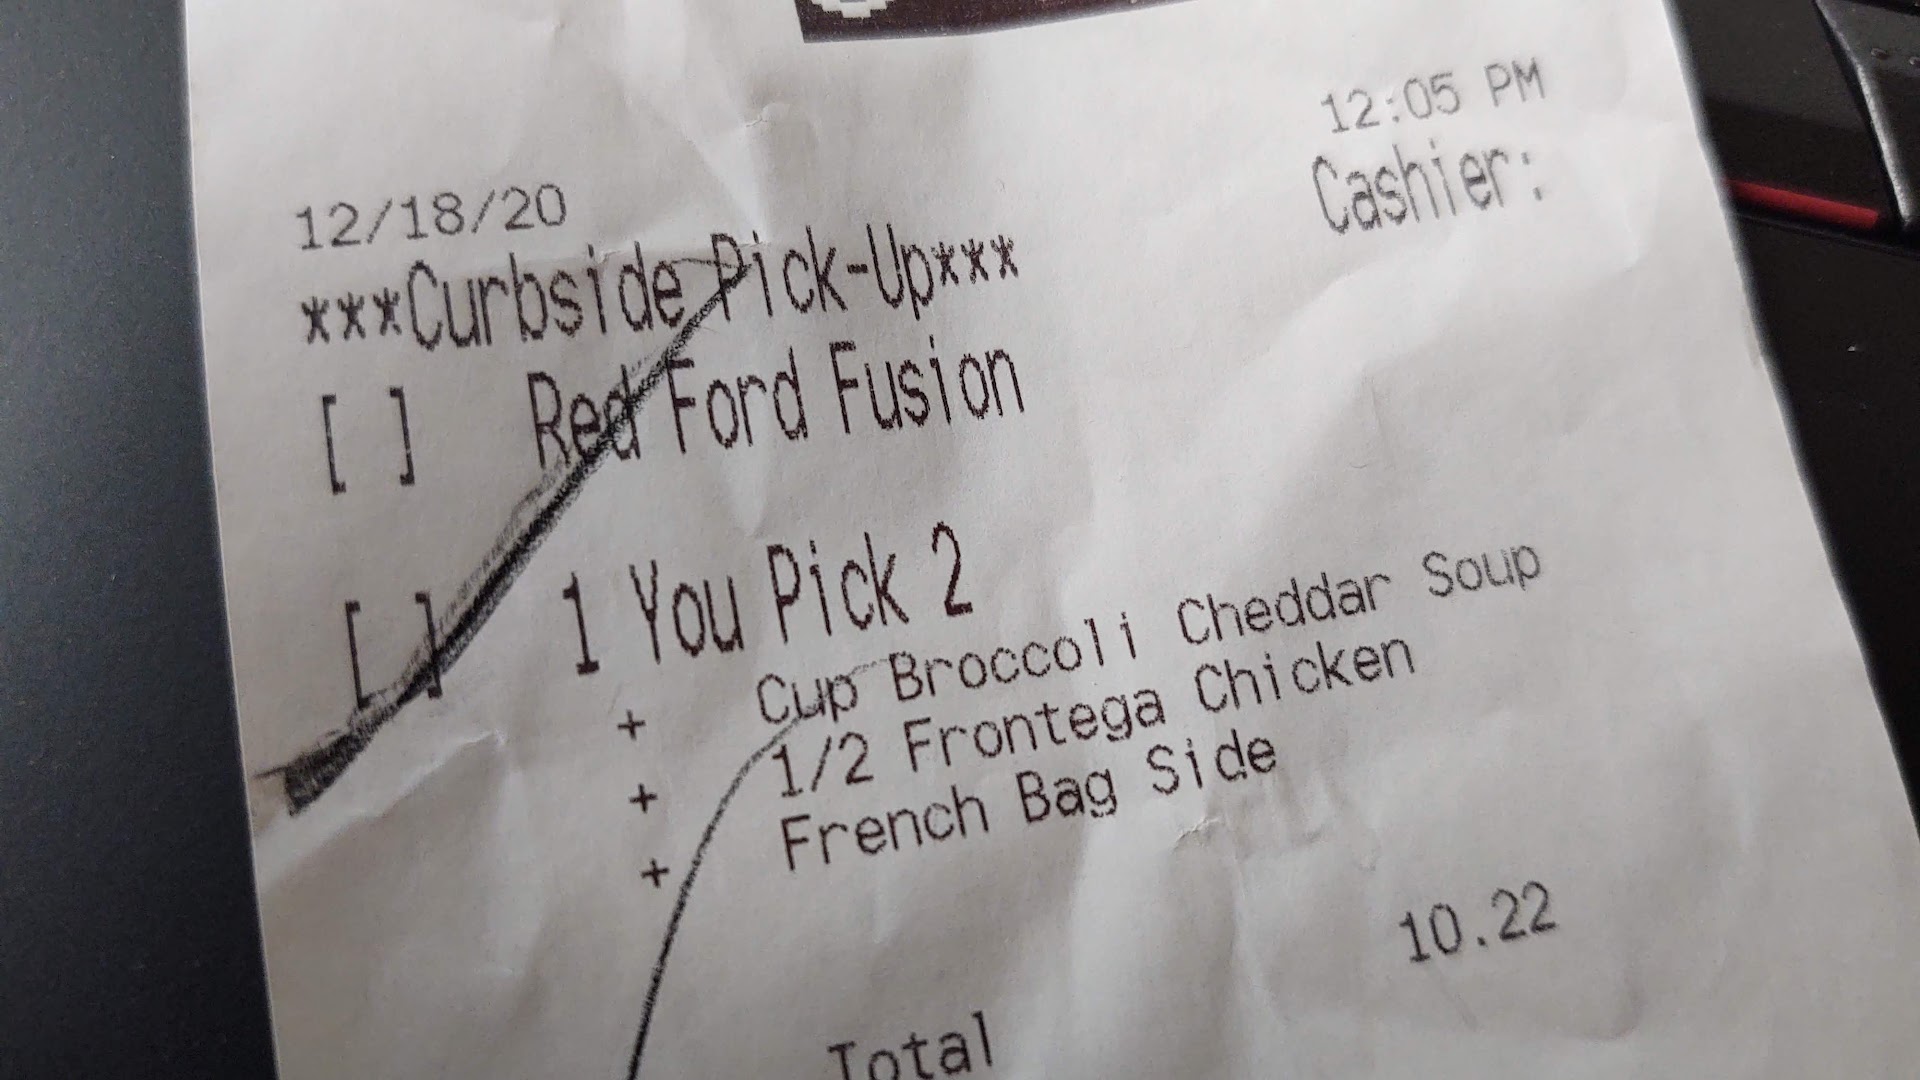 12:05 PM
12/18/20
Cashier:
***Curbside Pick-Up***
[ ] Red Ford Fusion
[ ] 1 You Pick 2
+ Cup Broccoli Cheddar Soup
+ 1/2 Frontega Chicken
+ French Bag Side
10.22
Total